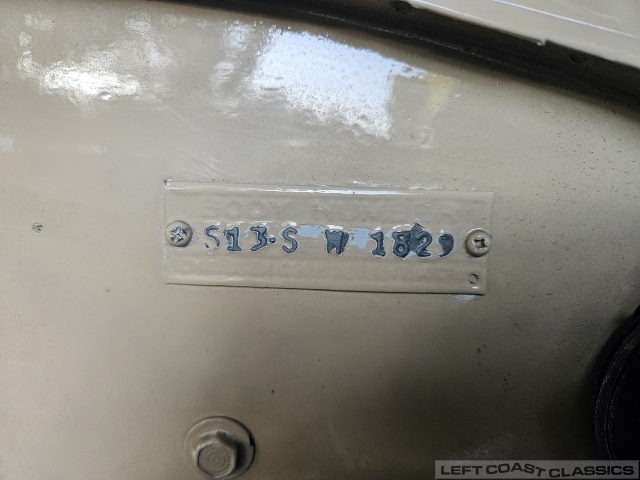 S13-S W 1829
LEFT COAST CLASSICS